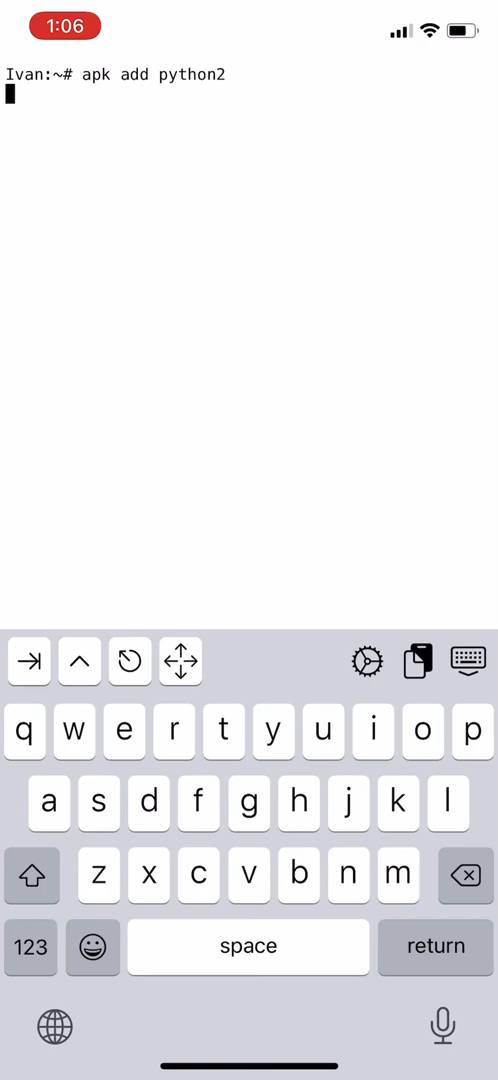 1:06
Ivan:~# apk add python2
q w e r t y u i o p
a s d f g h j k l
z x c v b n m
123 space return